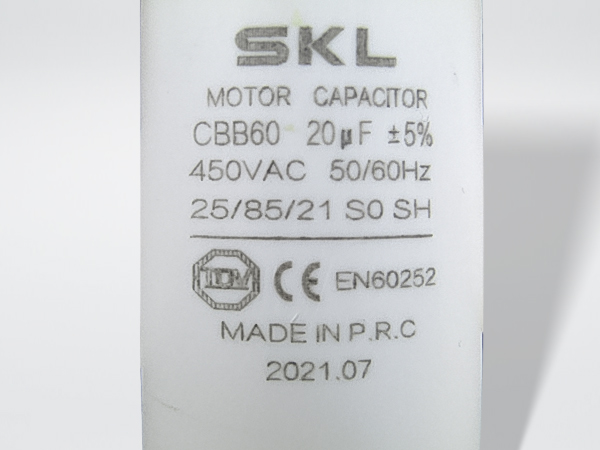 SKL
MOTOR CAPACITOR
CBB60 20μF ±5%
450VAC 50/60Hz
25/85/21 S0 SH
TÜV CE EN60252
MADE IN P.R.C
2021.07